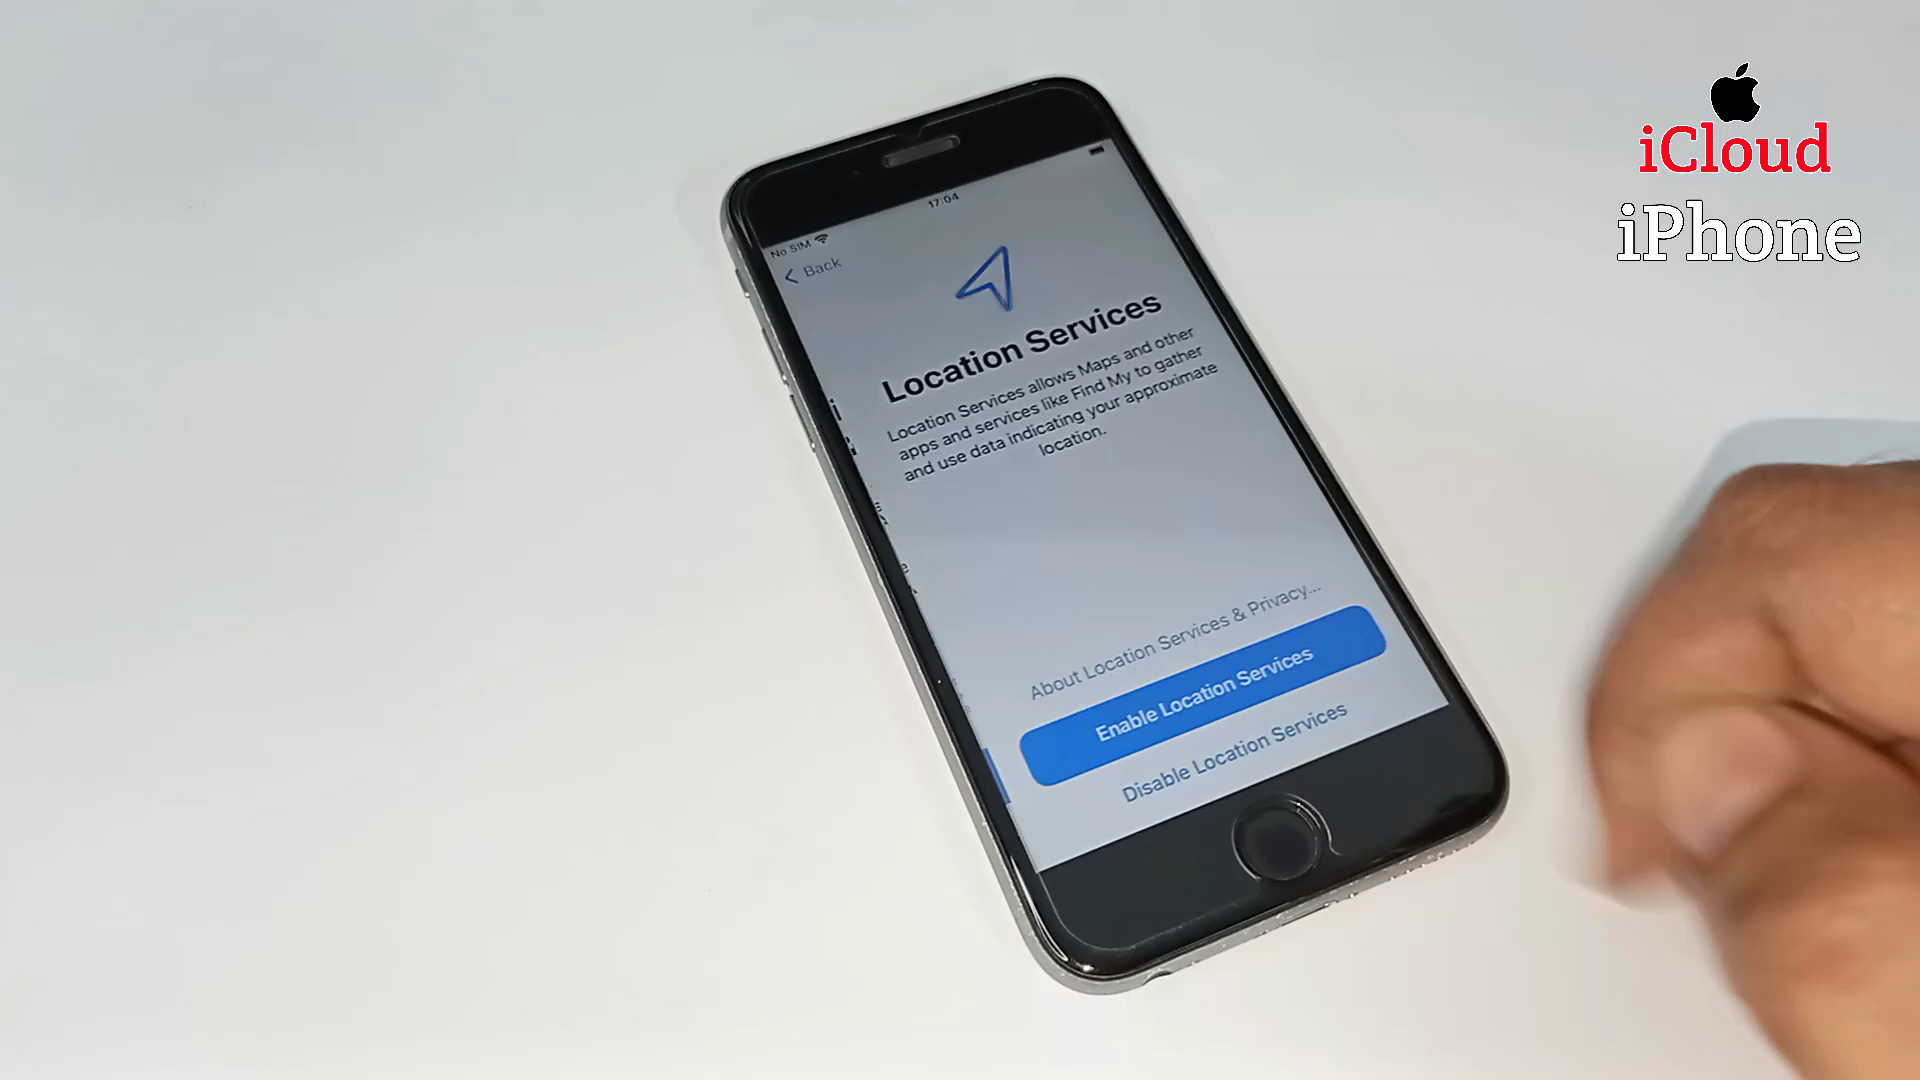 iCloud
iPhone
17:04
No SIM
Back
Location Services
Location Services allows Maps and other
apps and services like Find My to gather
and use data indicating your approximate
location.
About Location Services & Privacy...
Enable Location Services
Disable Location Services